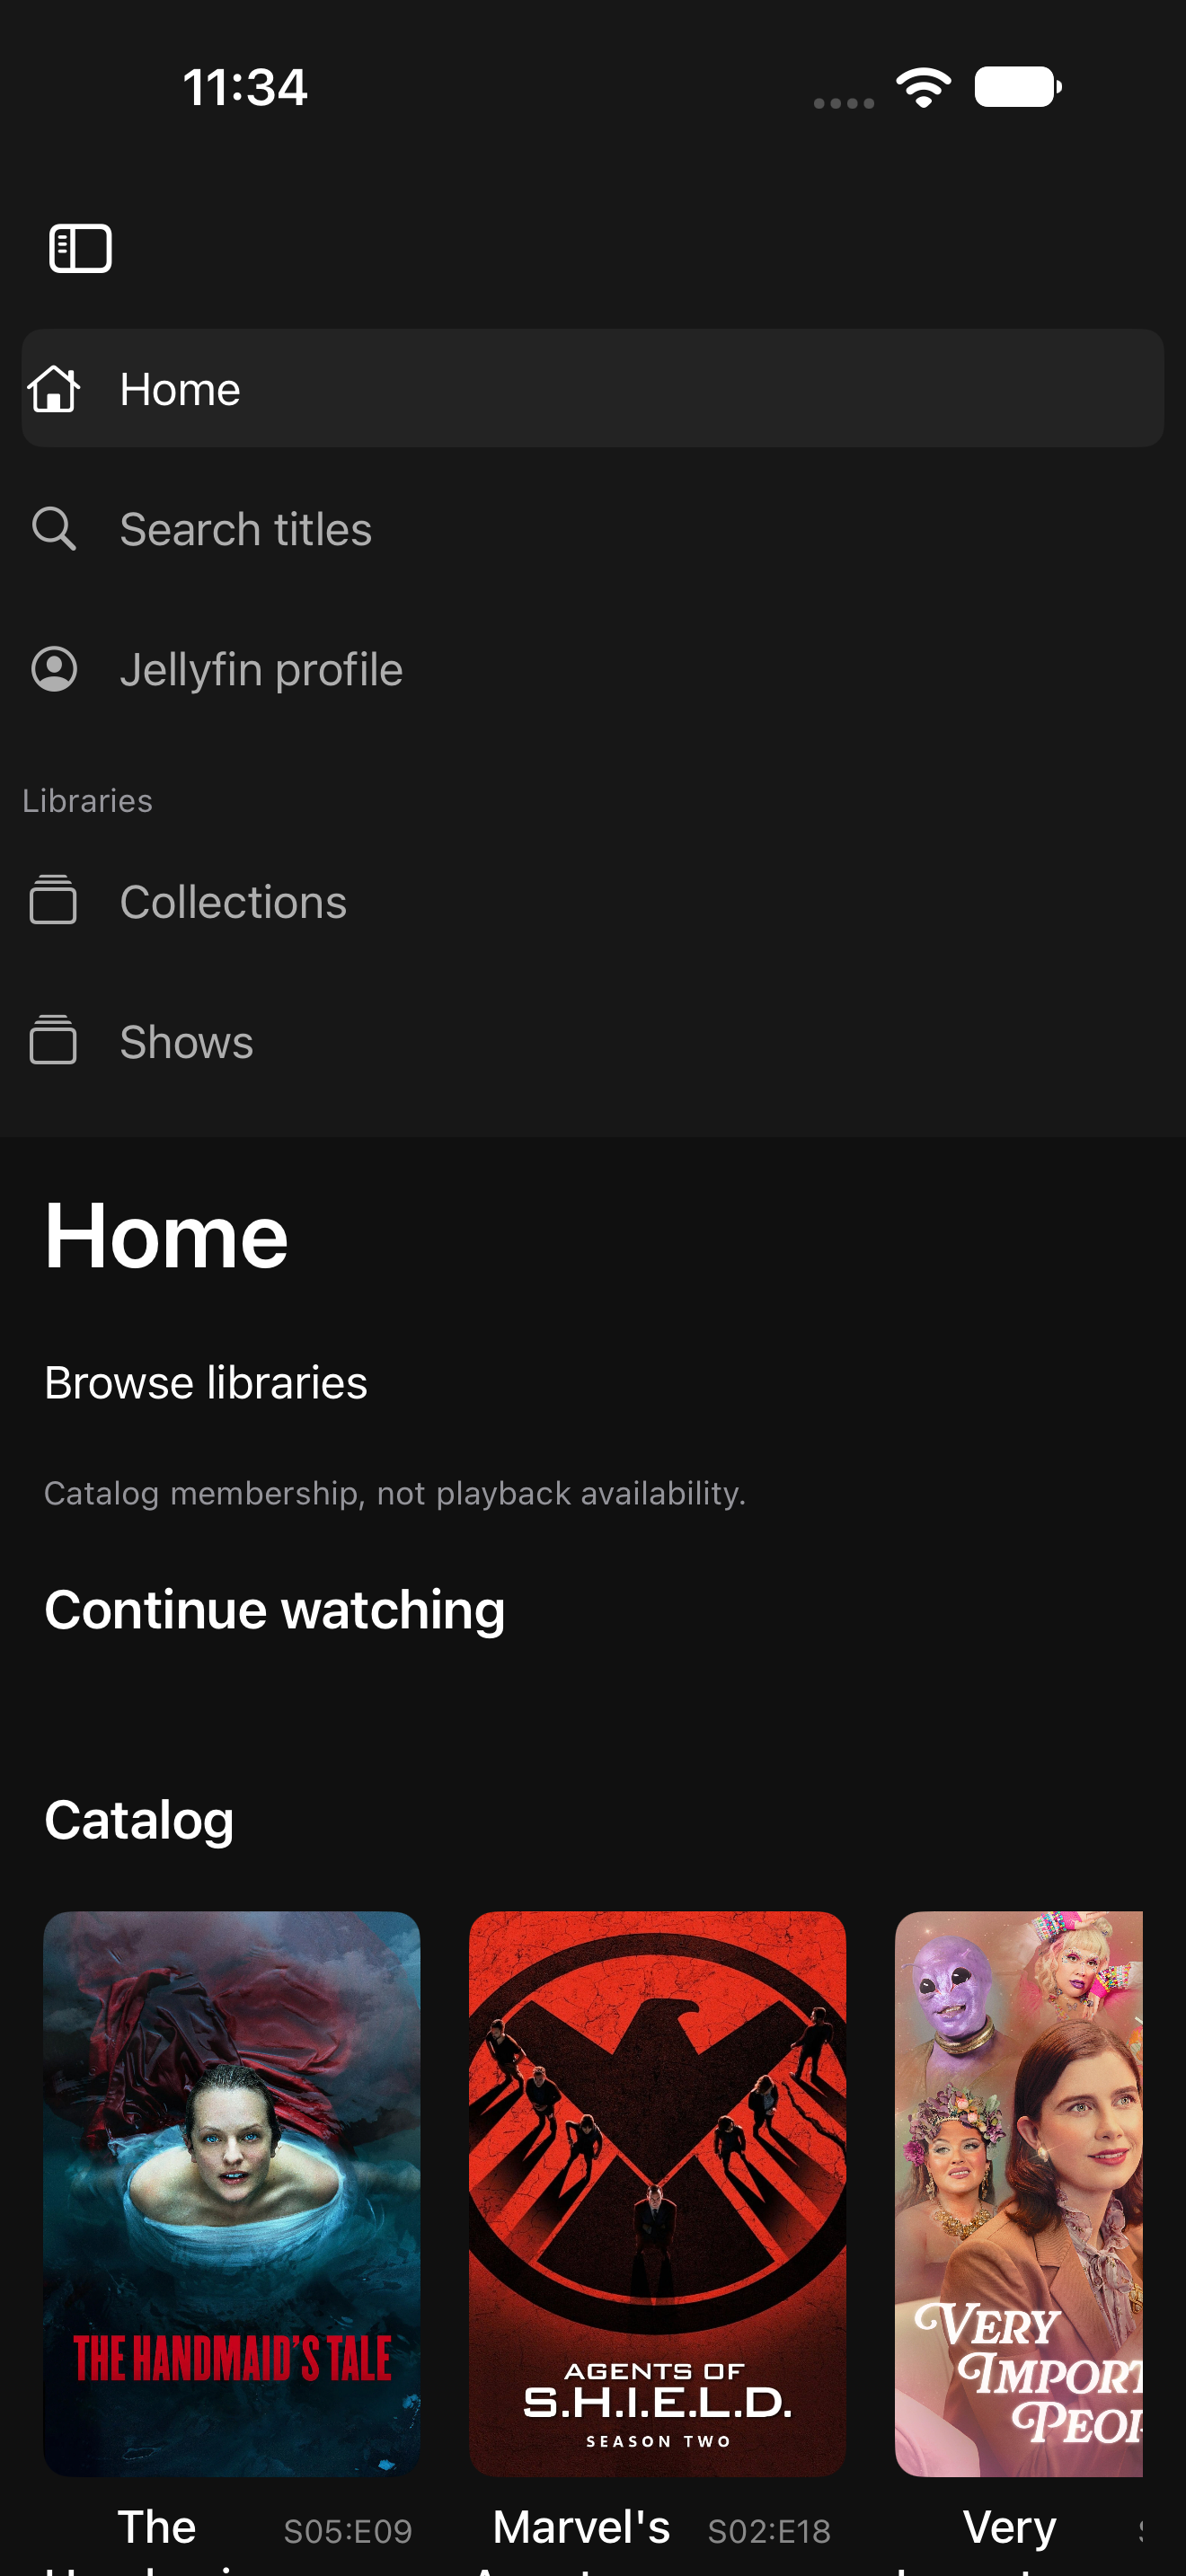 11:34
Home
Search titles
Jellyfin profile
Libraries
Collections
Shows
Home
Browse libraries
Catalog membership, not playback availability.
Continue watching
Catalog
THE HANDMAID'S TALE
AGENTS OF
S.H.I.E.L.D.
SEASON TWO
VERY
The S05:E09
Marvel's S02:E18
Very